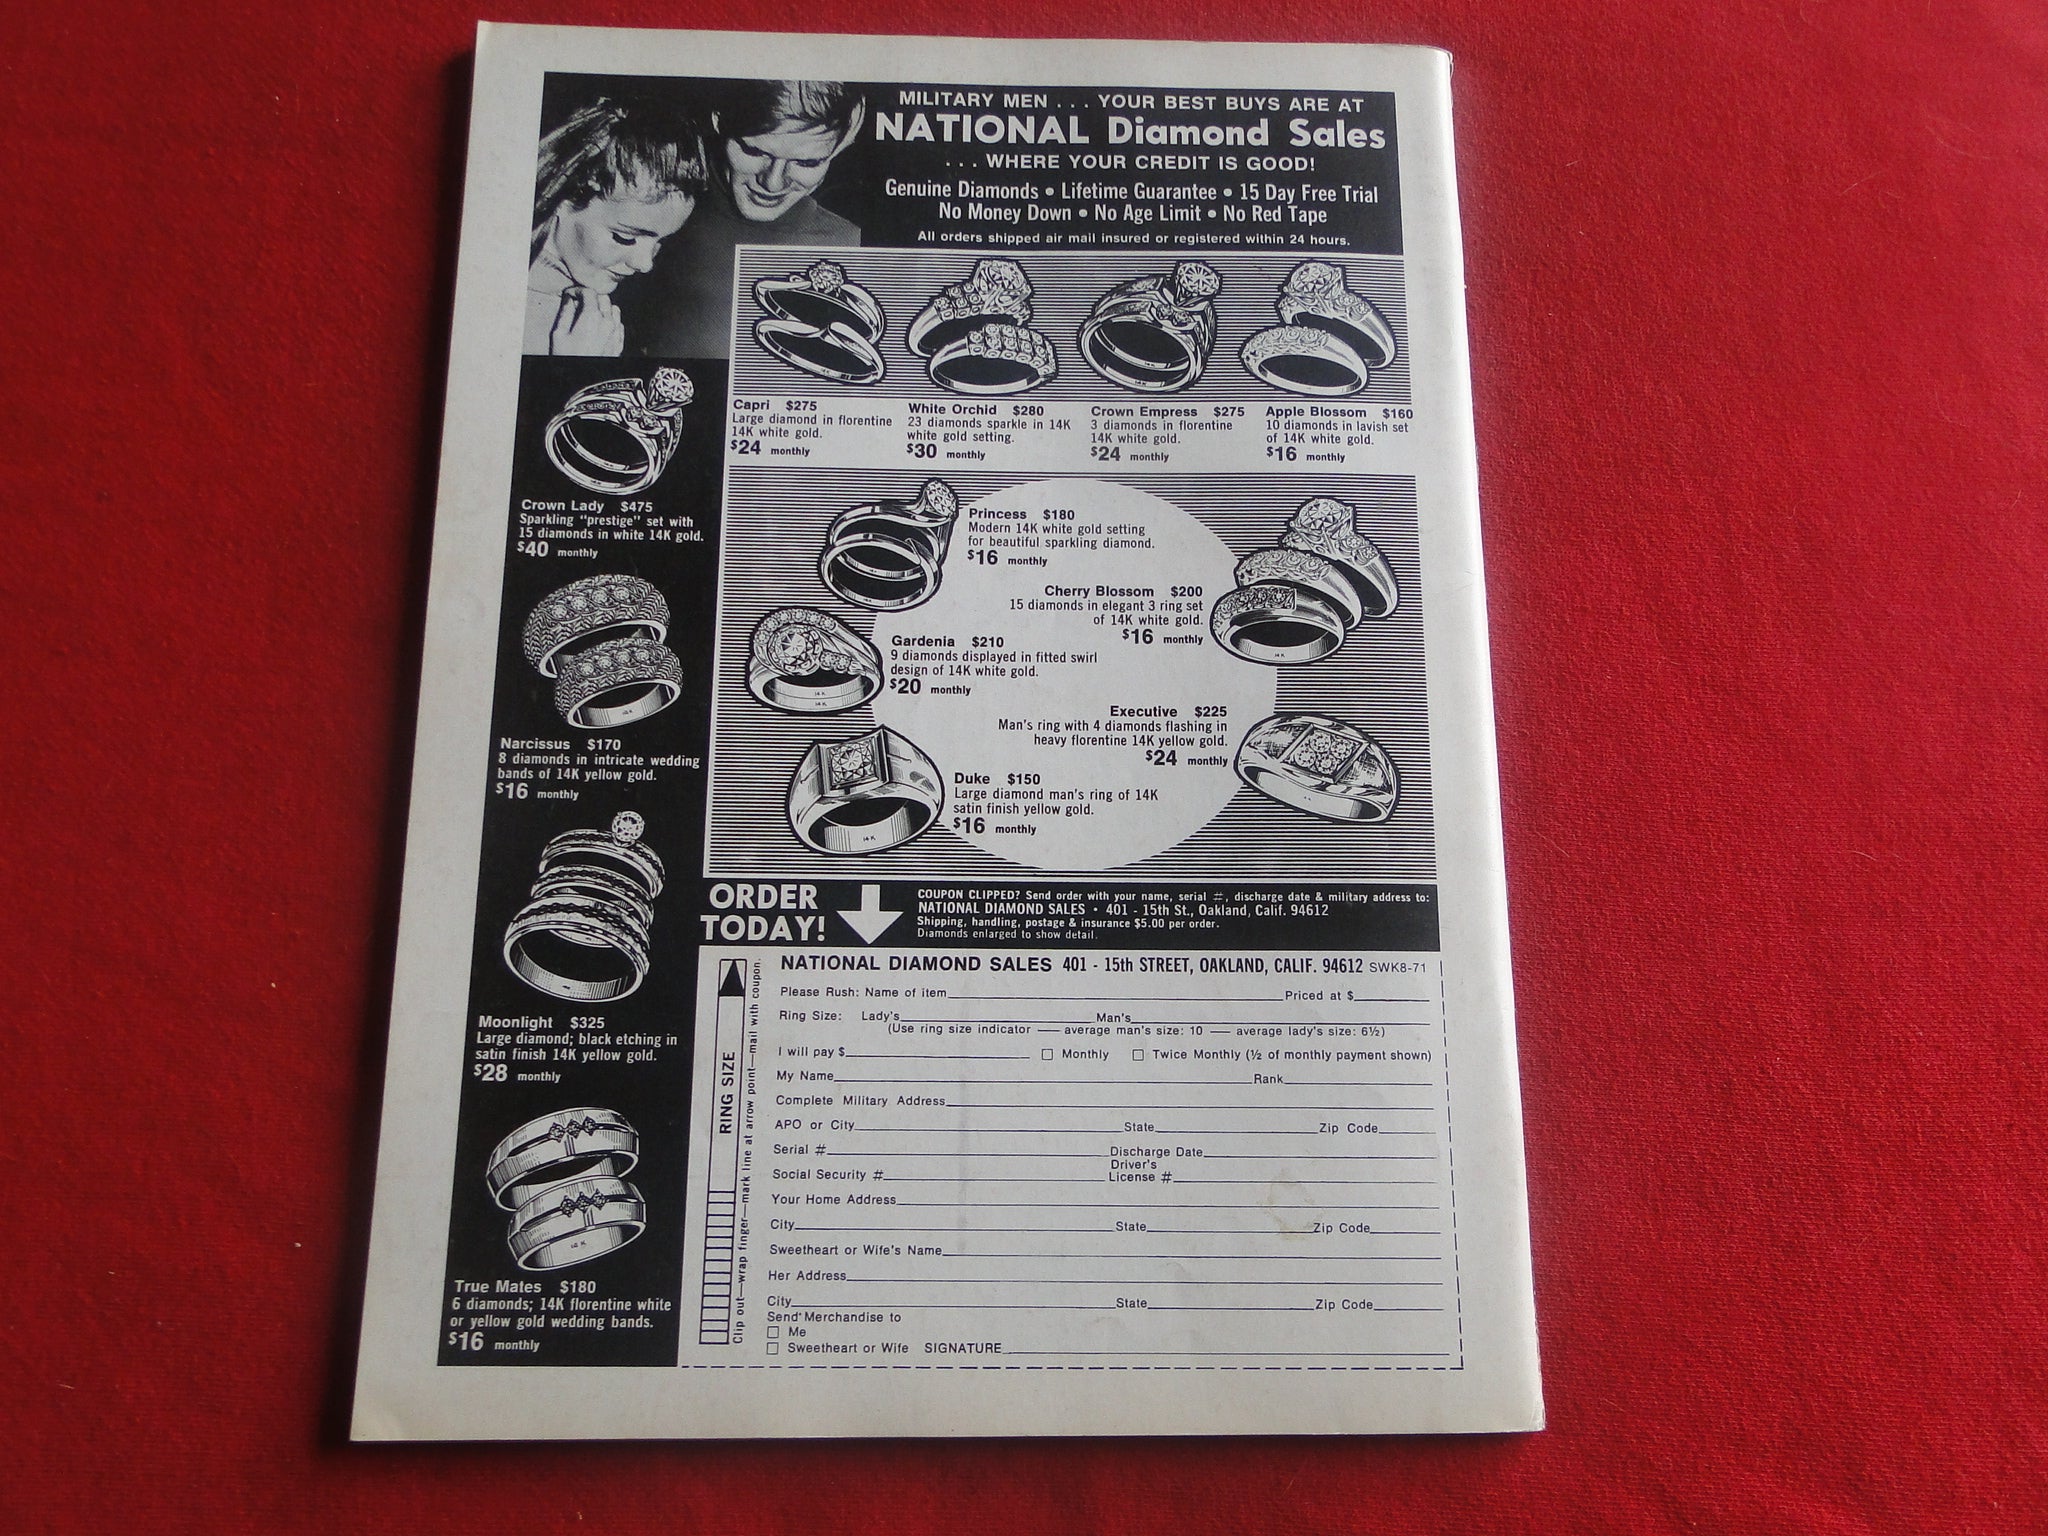 MILITARY MEN . . . YOUR BEST BUYS ARE AT
NATIONAL Diamond Sales
. . . WHERE YOUR CREDIT IS GOOD!
Genuine Diamonds • Lifetime Guarantee • 15 Day Free Trial
No Money Down • No Age Limit • No Red Tape
All orders shipped air mail insured or registered within 24 hours.
Capri $275
Large diamond in florentine
14K white gold.
$24 monthly
White Orchid $280
23 diamonds sparkle in 14K
white gold setting.
$30 monthly
Crown Empress $275
3 diamonds in florentine
14K white gold.
$24 monthly
Apple Blossom $160
10 diamonds in lavish set
of 14K white gold.
$16 monthly
Crown Lady $475
Sparkling "prestige" set with
15 diamonds in white 14K gold.
$40 monthly
Narcissus $170
8 diamonds in intricate wedding
bands of 14K yellow gold.
$16 monthly
Moonlight $325
Large diamond; black etching in
satin finish 14K yellow gold.
$28 monthly
True Mates $180
6 diamonds; 14K florentine white
or yellow gold wedding bands.
$16 monthly
Princess $180
Modern 14K white gold setting
for beautiful sparkling diamond.
$16 monthly
Cherry Blossom $200
15 diamonds in elegant 3 ring set
of 14K white gold.
$16 monthly
Gardenia $210
9 diamonds displayed in fitted swirl
design of 14K white gold.
$20 monthly
Executive $225
Man's ring with 4 diamonds flashing in
heavy florentine 14K yellow gold.
$24 monthly
Duke $150
Large diamond man's ring of 14K
satin finish yellow gold.
$16 monthly
ORDER
TODAY!
COUPON CLIPPED? Send order with your name, serial #, discharge date & military address to:
NATIONAL DIAMOND SALES • 401 - 15th St., Oakland, Calif. 94612
Shipping, handling, postage & insurance $5.00 per order.
Diamonds enlarged to show detail.
RING SIZE
Clip out—wrap finger—mark line at arrow point—mail with coupon.
NATIONAL DIAMOND SALES 401 - 15th STREET, OAKLAND, CALIF. 94612 SWK8-71
Please Rush: Name of item Priced at $
Ring Size: Lady's Man's
(Use ring size indicator — average man's size: 10 — average lady's size: 6½)
I will pay $ □ Monthly □ Twice Monthly (½ of monthly payment shown)
My Name Rank
Complete Military Address
APO or City State Zip Code
Serial # Discharge Date
Social Security # Driver's License #
Your Home Address
City State Zip Code
Sweetheart or Wife's Name
Her Address
City State Zip Code
Send Merchandise to
□ Me
□ Sweetheart or Wife SIGNATURE